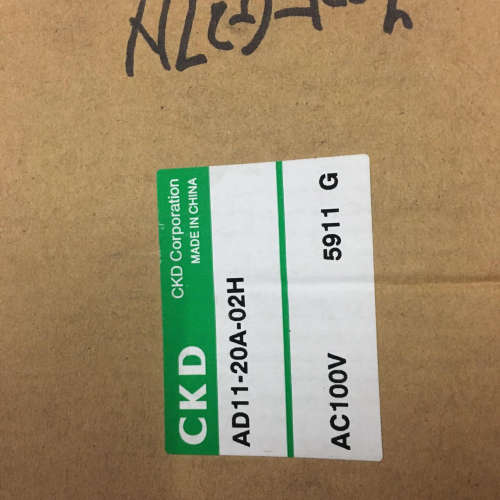 CKD
CKD Corporation
MADE IN CHINA
AD11-20A-02H
AC100V
5911 G